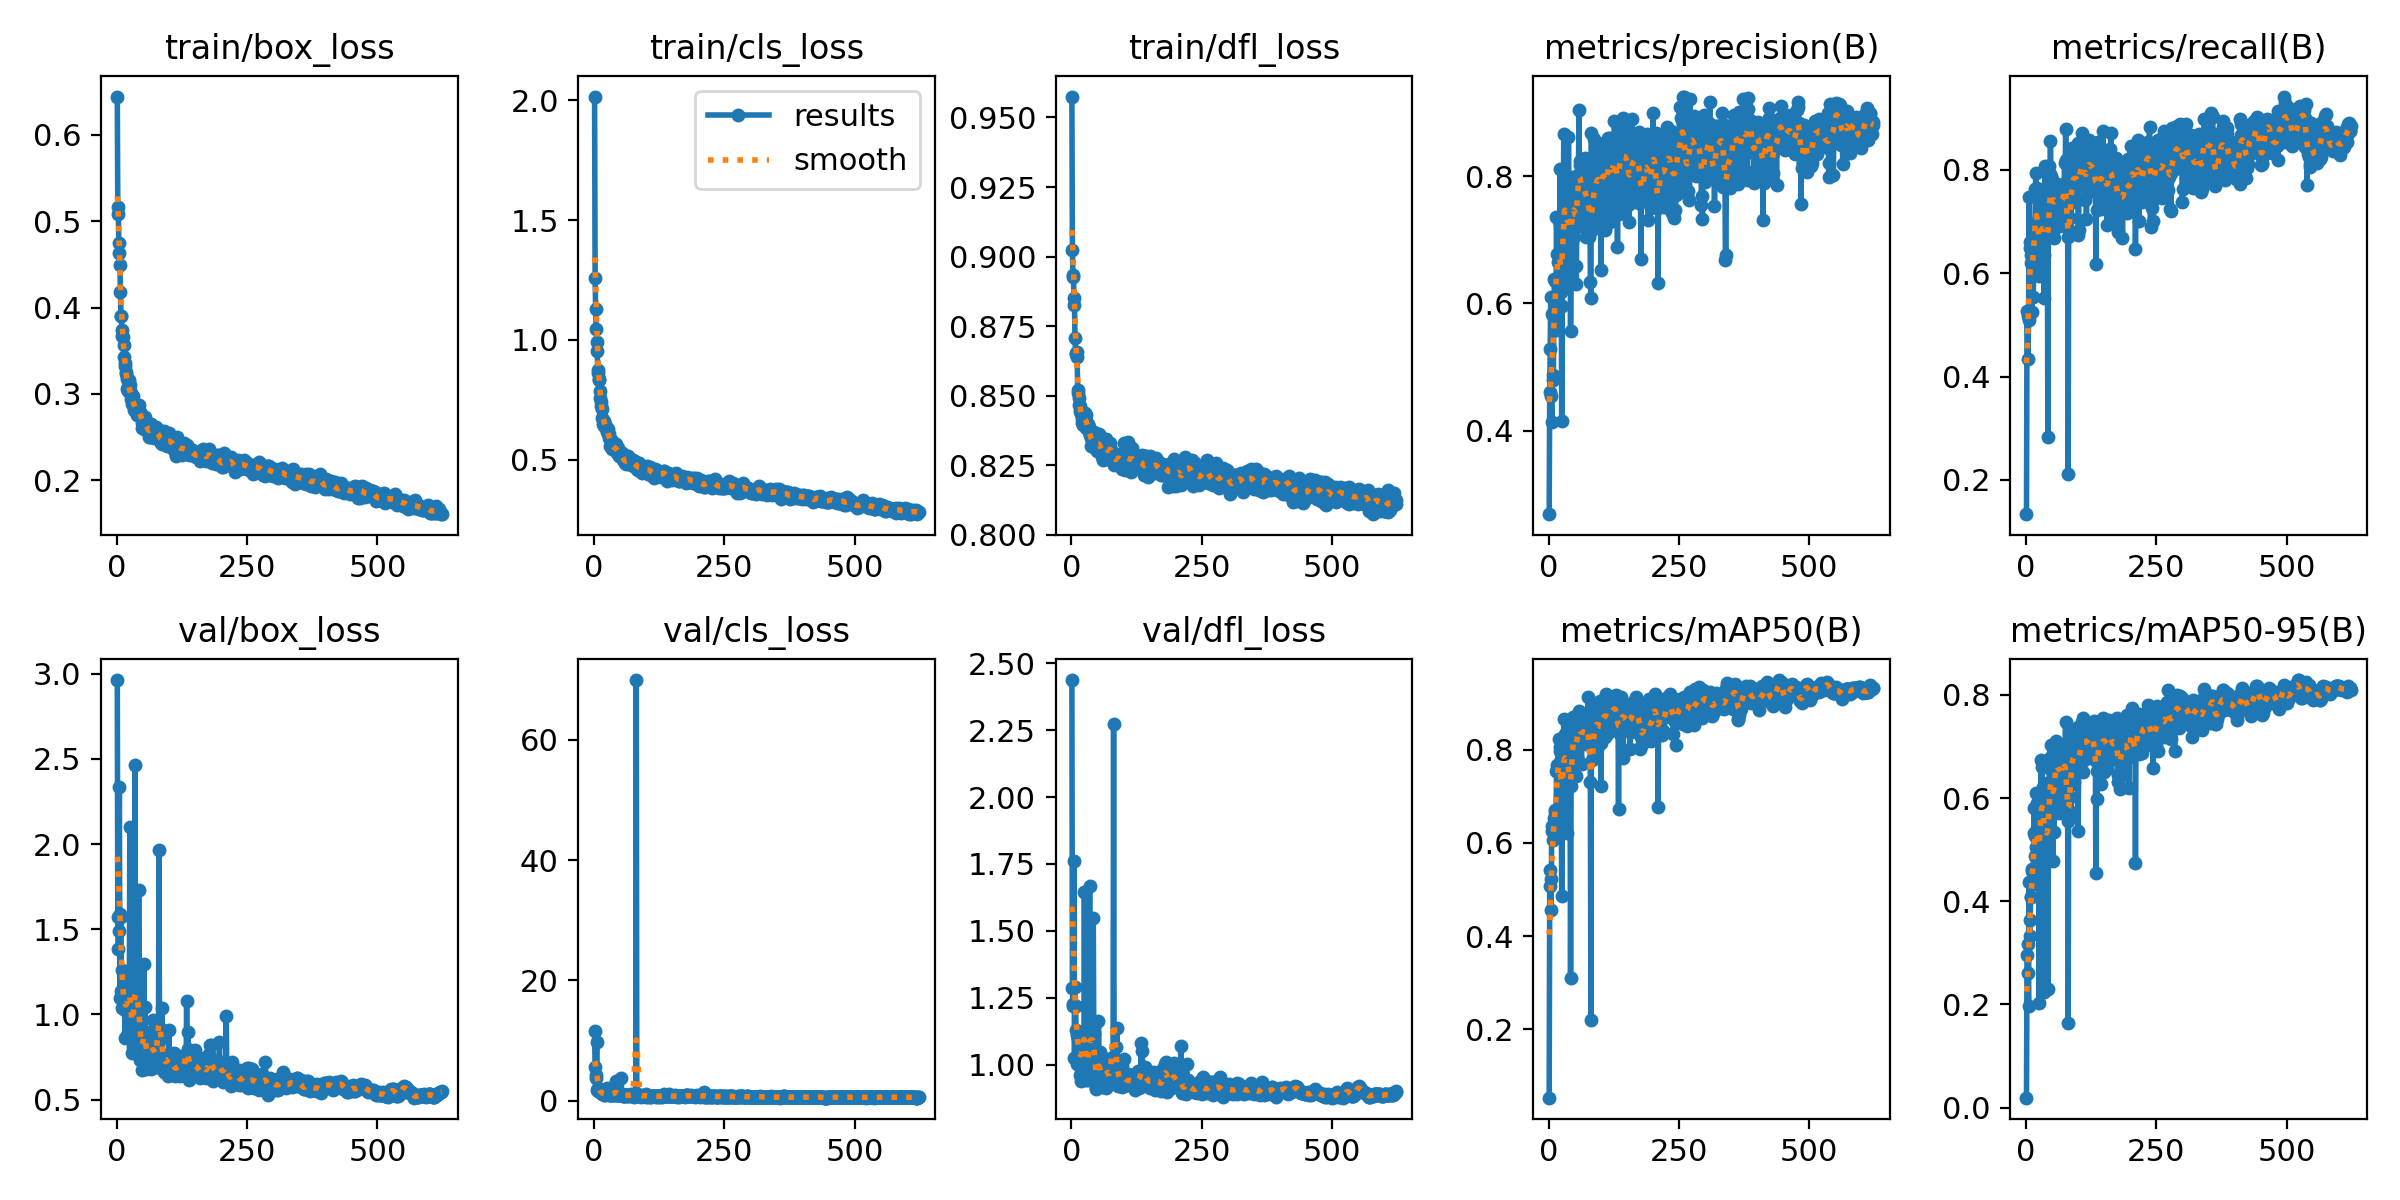 train/box_loss
0.6
0.5
0.4
0.3
0.2
0 250 500
train/cls_loss
results
smooth
2.0
1.5
1.0
0.5
0 250 500
train/dfl_loss
0.950
0.925
0.900
0.875
0.850
0.825
0.800
0 250 500
metrics/precision(B)
0.8
0.6
0.4
0 250 500
metrics/recall(B)
0.8
0.6
0.4
0.2
0 250 500
val/box_loss
3.0
2.5
2.0
1.5
1.0
0.5
0 250 500
val/cls_loss
60
40
20
0
0 250 500
val/dfl_loss
2.50
2.25
2.00
1.75
1.50
1.25
1.00
0 250 500
metrics/mAP50(B)
0.8
0.6
0.4
0.2
0 250 500
metrics/mAP50-95(B)
0.8
0.6
0.4
0.2
0.0
0 250 500